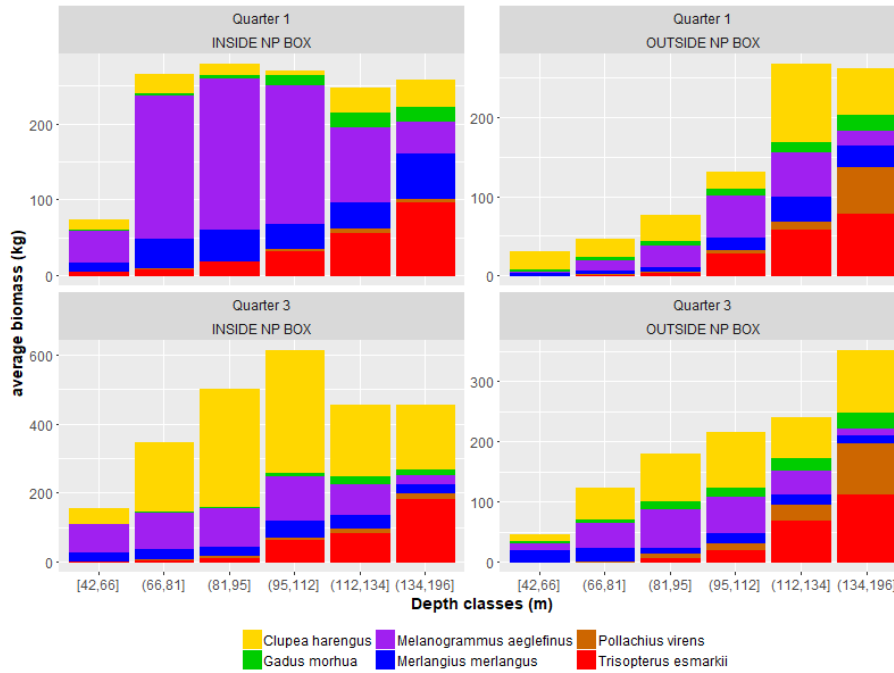 Quarter 1
INSIDE NP BOX
Quarter 1
OUTSIDE NP BOX
200
100
0
200
100
0
Quarter 3
INSIDE NP BOX
Quarter 3
OUTSIDE NP BOX
600
400
200
0
300
200
100
0
average biomass (kg)
[42,66] (66,81] (81,95] (95,112] (112,134] (134,196]
[42,66] (66,81] (81,95] (95,112] (112,134] (134,196]
Depth classes (m)
Clupea harengus Melanogrammus aeglefinus Pollachius virens
Gadus morhua Merlangius merlangus Trisopterus esmarkii